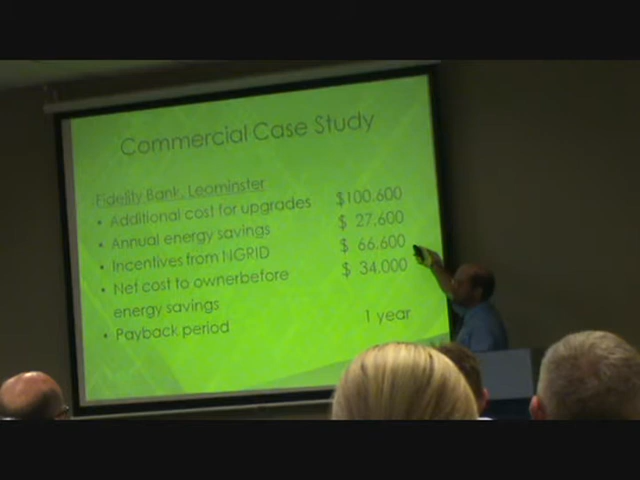 Commercial Case Study
Fidelity Bank, Leominster
• Additional cost for upgrades $100.600
• Annual energy savings $ 27.600
• Incentives from NGRID $ 66.600
• Net cost to ownerbefore $ 34.000
energy savings
• Payback period 1 year